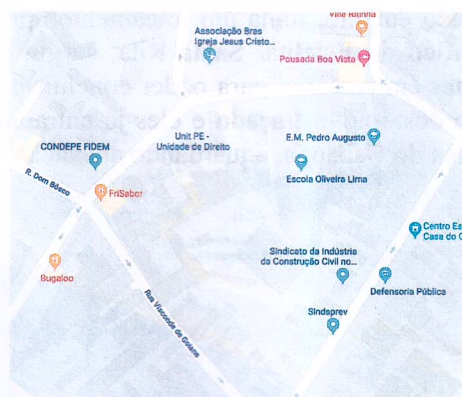 Ville Ritinha
Associação Bras
Igreja Jesus Cristo...
Pousada Boa Vista
Unit PE -
Unidade de Direito
E.M. Pedro Augusto
CONDEPE FIDEM
Escola Oliveira Lima
R. Dom Bôsco
FriSabor
Centro Es
Casa do C
Sindicato da Indústria
da Construção Civil no...
Bugaloo
Defensoria Pública
Rua Visconde de Goiana
Sindsprev